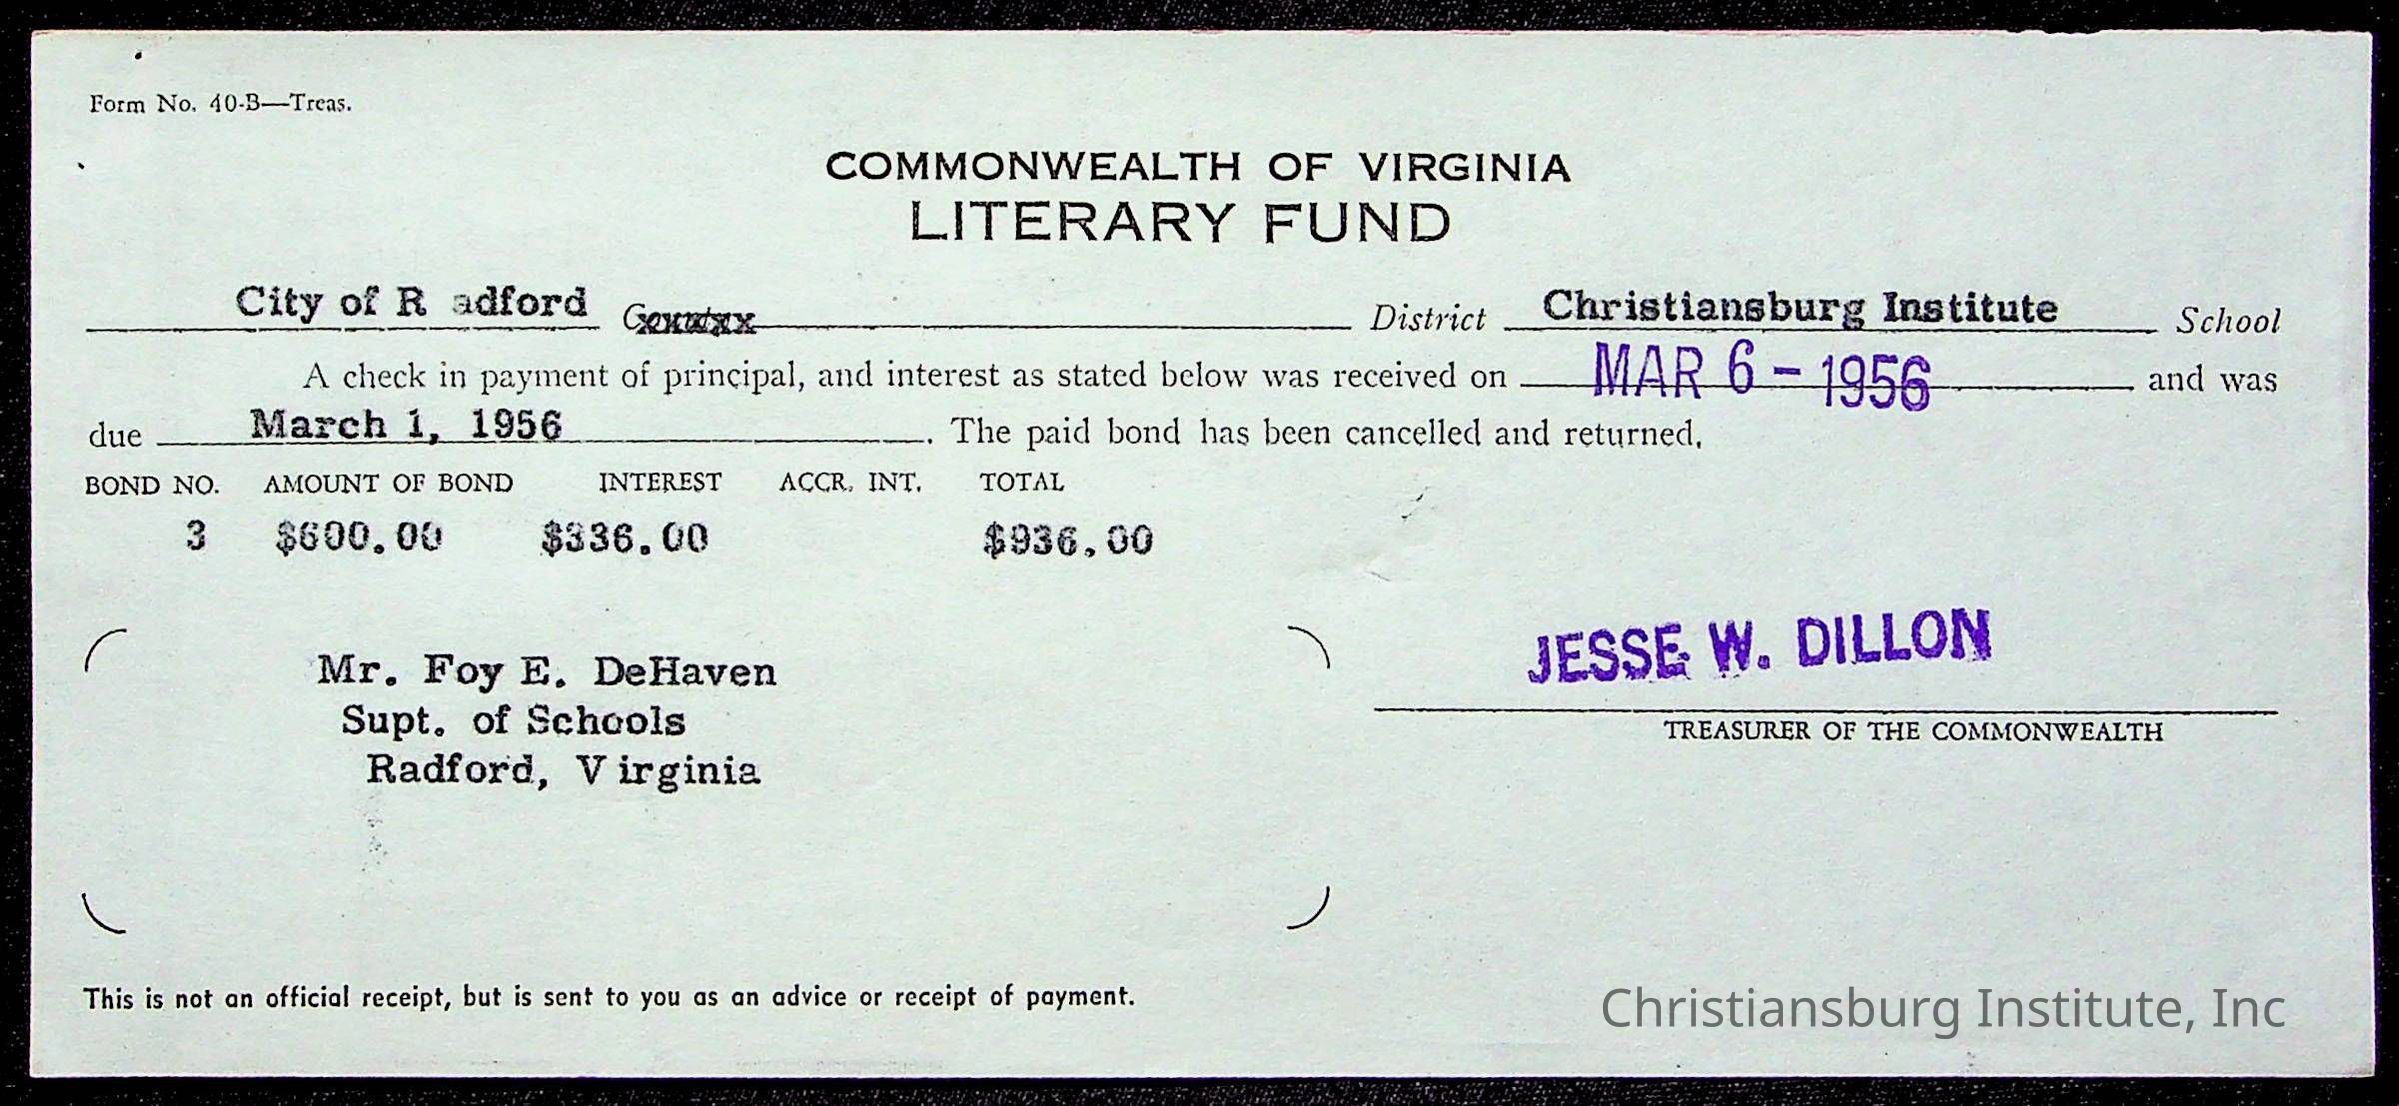 Form No. 40-B—Treas.
COMMONWEALTH OF VIRGINIA
LITERARY FUND
City of R adford District Christiansburg Institute School
A check in payment of principal, and interest as stated below was received on MAR 6 - 1956 and was
due March 1, 1956. The paid bond has been cancelled and returned.
BOND NO. AMOUNT OF BOND INTEREST ACCR. INT. TOTAL
3 $600.00 $336.00 $936.00
Mr. Foy E. DeHaven
Supt. of Schools
Radford, V irginia
JESSE W. DILLON
TREASURER OF THE COMMONWEALTH
This is not an official receipt, but is sent to you as an advice or receipt of payment.
Christiansburg Institute, Inc